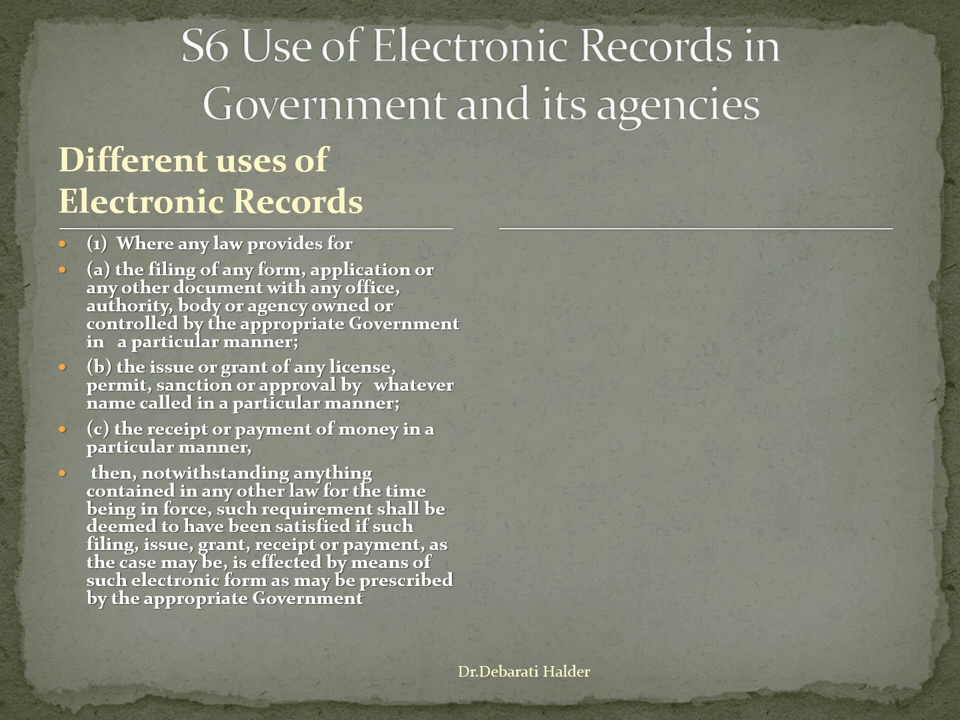 S6 Use of Electronic Records in
Government and its agencies
Different uses of
Electronic Records
• (1)  Where any law provides for
• (a) the filing of any form, application or
any other document with any office,
authority, body or agency owned or
controlled by the appropriate Government
in   a particular manner;
• (b) the issue or grant of any license,
permit, sanction or approval by   whatever
name called in a particular manner;
• (c) the receipt or payment of money in a
particular manner,
•  then, notwithstanding anything
contained in any other law for the time
being in force, such requirement shall be
deemed to have been satisfied if such
filing, issue, grant, receipt or payment, as
the case may be, is effected by means of
such electronic form as may be prescribed
by the appropriate Government
Dr.Debarati Halder